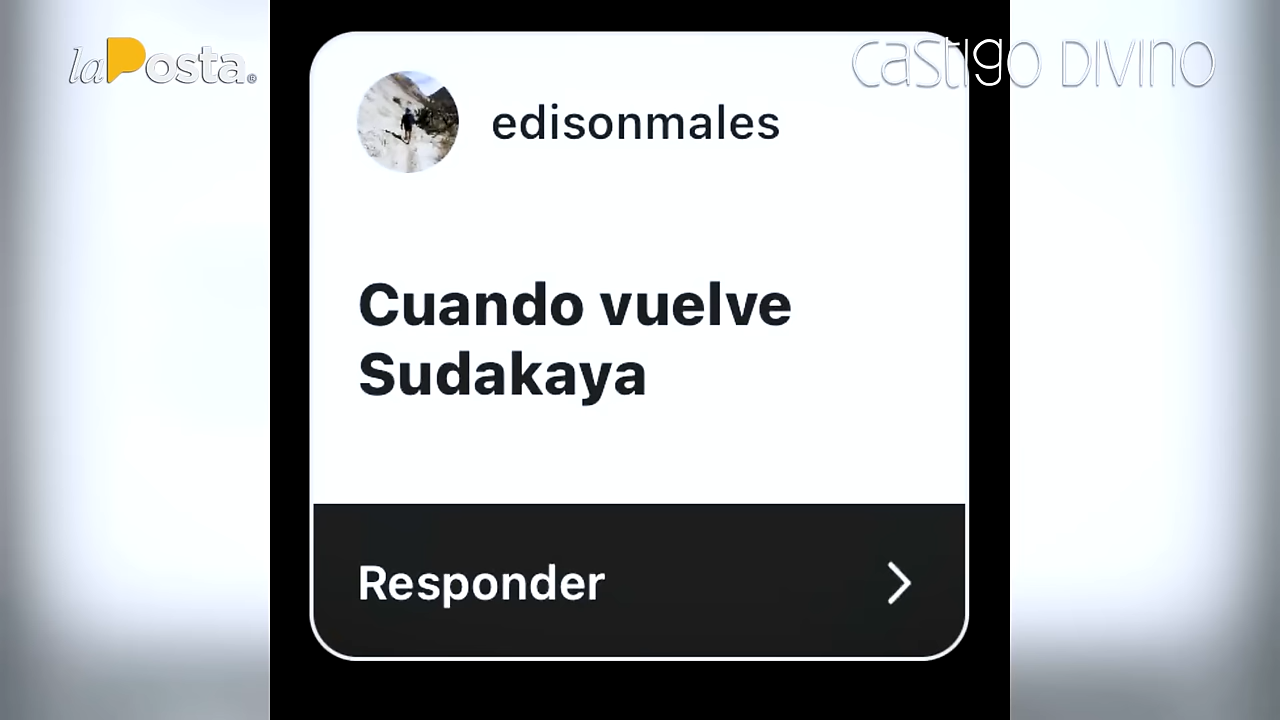 laPosta®
CASTIGO DIVINO
edisonmales
Cuando vuelve
Sudakaya
Responder